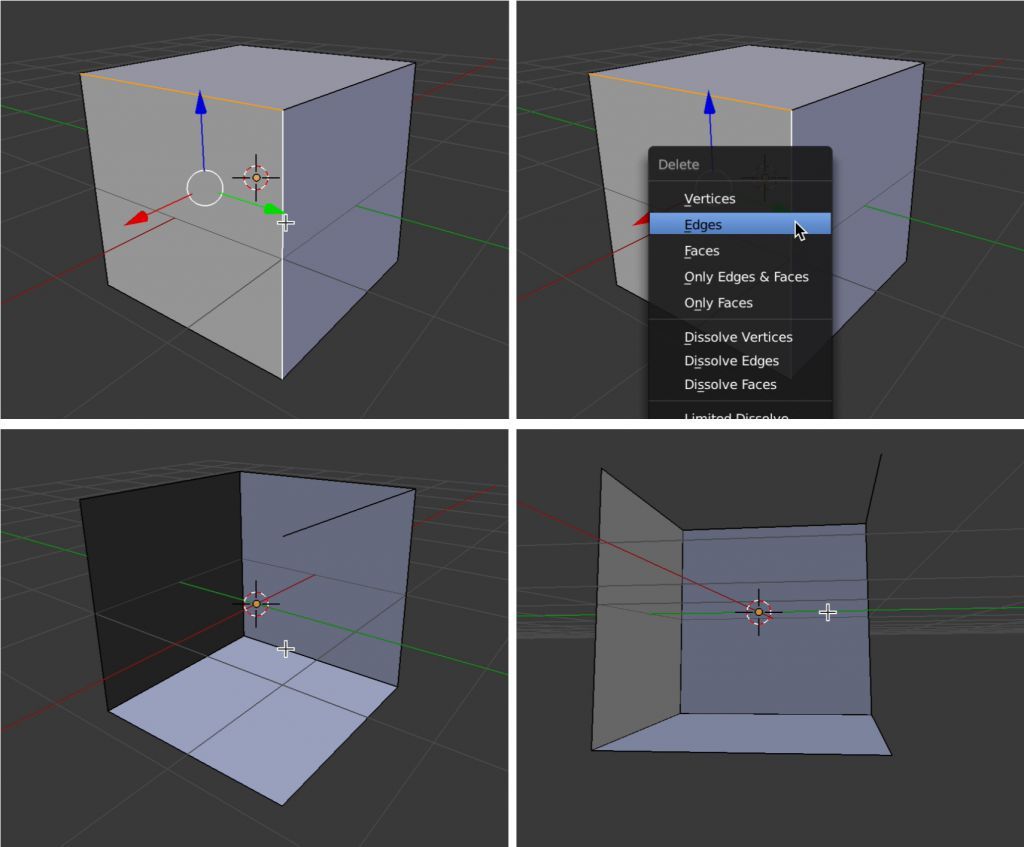 Delete
Vertices
Edges
Faces
Only Edges & Faces
Only Faces
Dissolve Vertices
Dissolve Edges
Dissolve Faces
Limited Dissolve